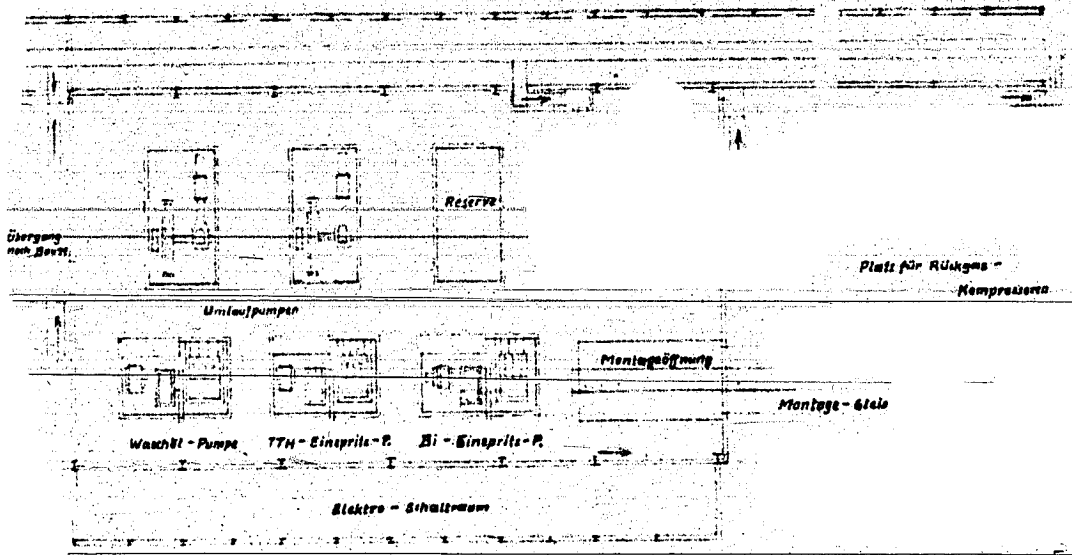 Reserve
Übergang
nach Bau
Platz für Rückgas-
Kompressoren
Umlaufpumpen
Montageöffnung
Montage-Gleis
Waschöl-Pumpe
TTH-Einspritz-P.
Bi-Einspritz-P.
Elektro-Schaltraum